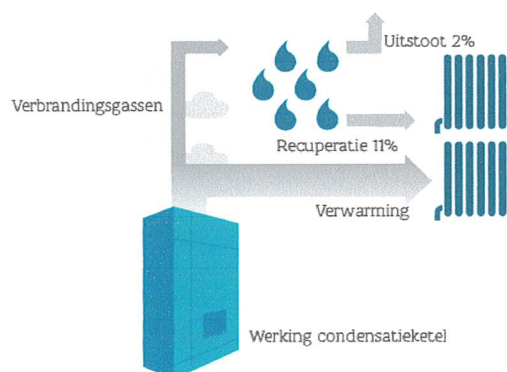 Uitstoot 2%
Verbrandingsgassen
Recuperatie 11%
Verwarming
Werking condensatieketel